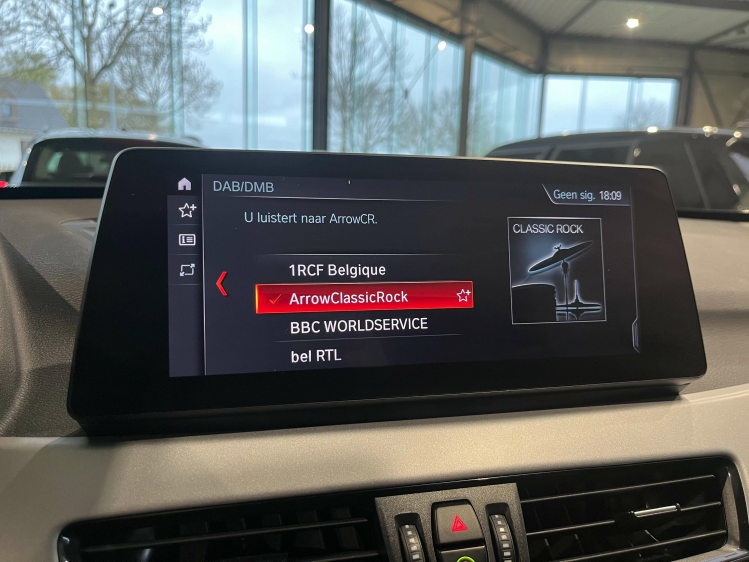 DAB/DMB
Geen sig. 18:09
U luistert naar ArrowCR.
CLASSIC ROCK
1RCF Belgique
ArrowClassicRock
BBC WORLDSERVICE
bel RTL